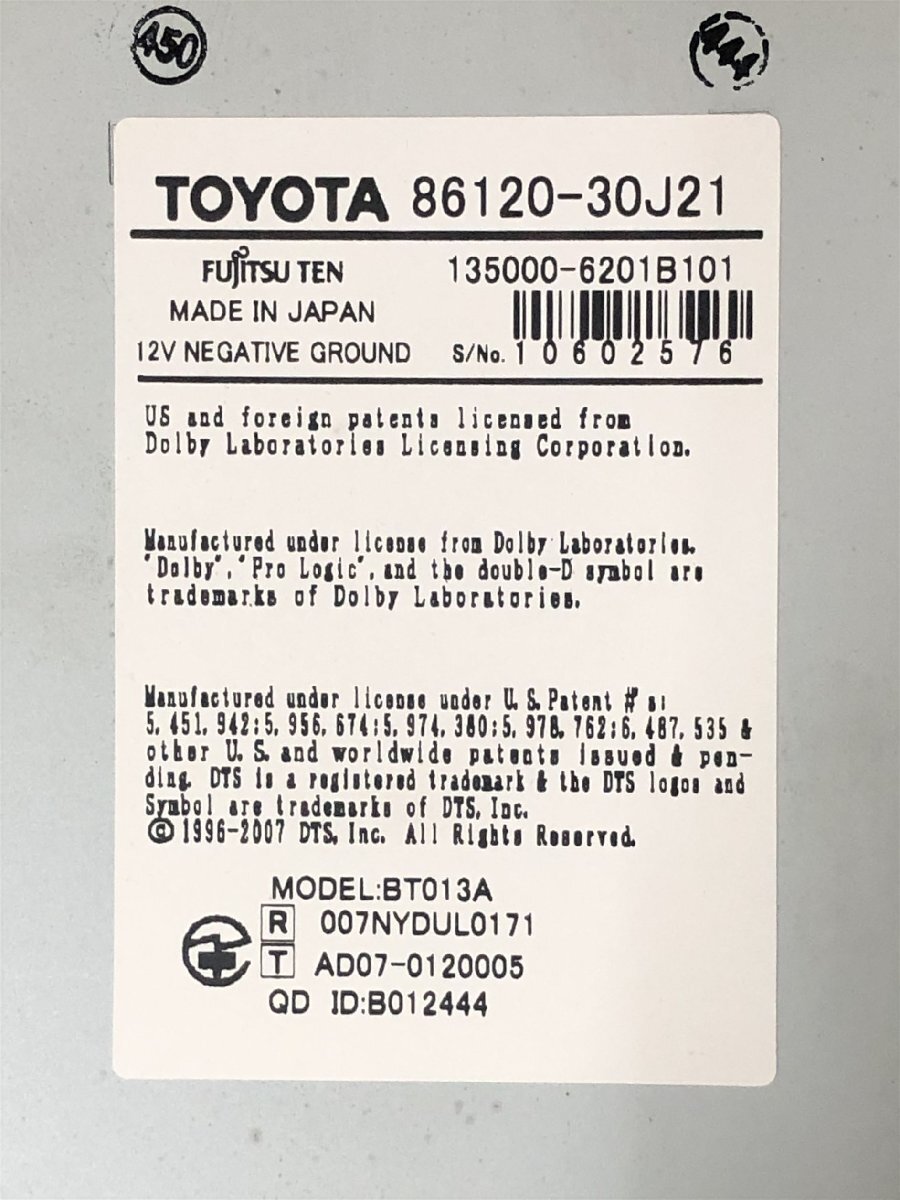 450
444
TOYOTA 86120-30J21
FUJITSU TEN 135000-6201B101
MADE IN JAPAN
12V NEGATIVE GROUND S/No. 10602576
US and foreign patents licensed from
Dolby Laboratories Licensing Corporation.
Manufactured under license from Dolby Laboratories.
"Dolby", "Pro Logic", and the double-D symbol are
trademarks of Dolby Laboratories.
Manufactured under license under U.S. Patent #'s:
5,451,942;5,956,674;5,974,380;5,978,762;6,487,535 &
other U.S. and worldwide patents issued & pen-
ding. DTS is a registered trademark & the DTS logos and
Symbol are trademarks of DTS, Inc.
© 1996-2007 DTS, Inc. All Rights Reserved.
MODEL:BT013A
R 007NYDUL0171
T AD07-0120005
QD ID:B012444